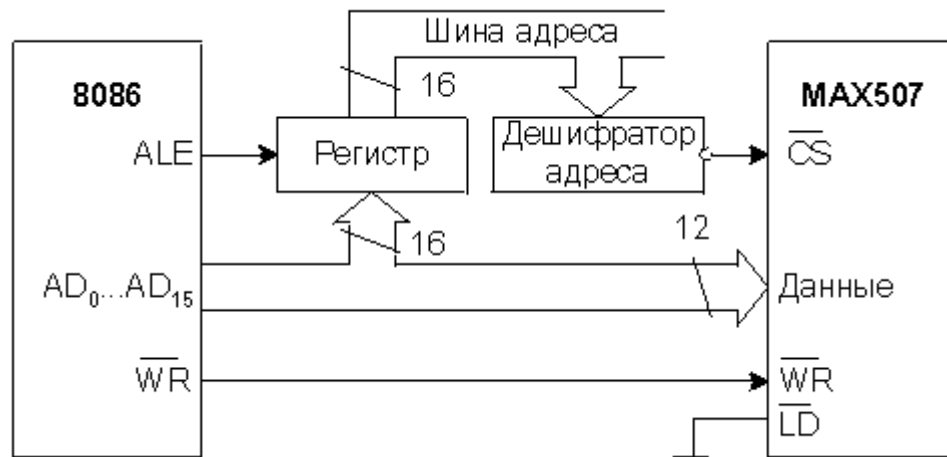 Шина адреса
8086
16
MAX507
ALE
Регистр
Дешифратор
адреса
CS
16
12
AD0...AD15
Данные
WR
WR
LD